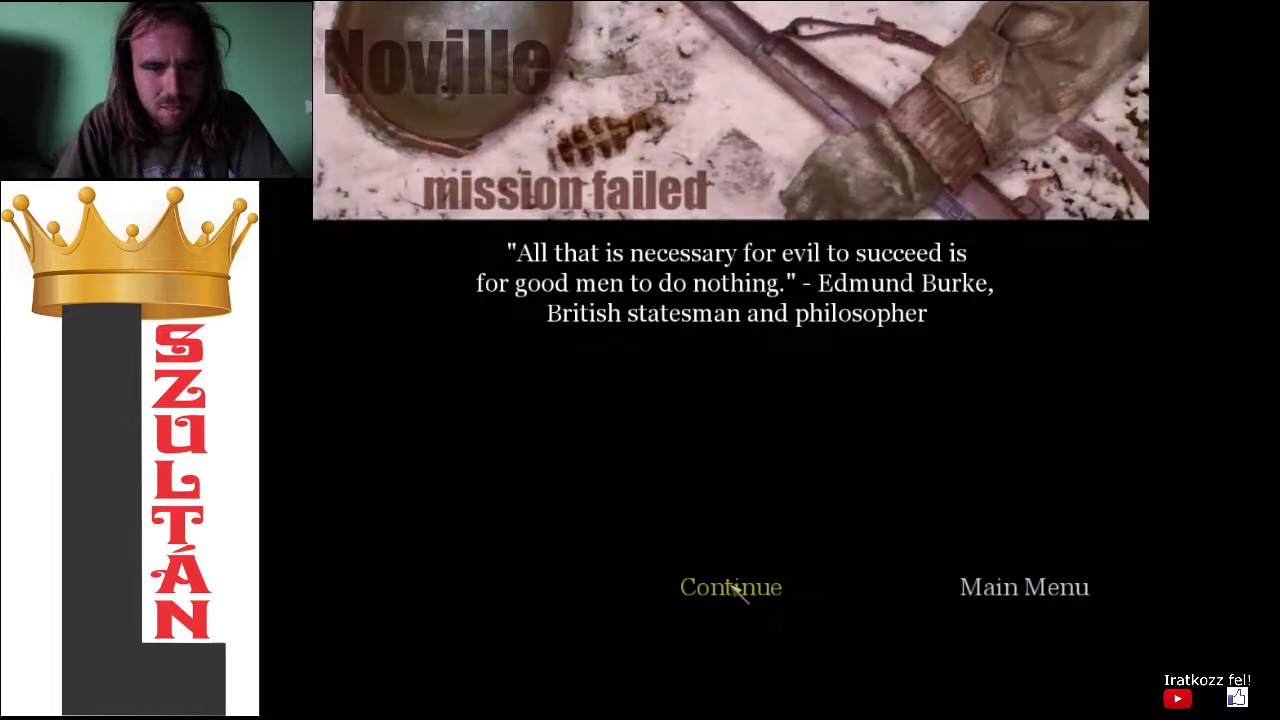 Noville
mission failed
"All that is necessary for evil to succeed is
for good men to do nothing." - Edmund Burke,
British statesman and philosopher
Continue
Main Menu
L
SZULTÁN
Iratkozz fel!